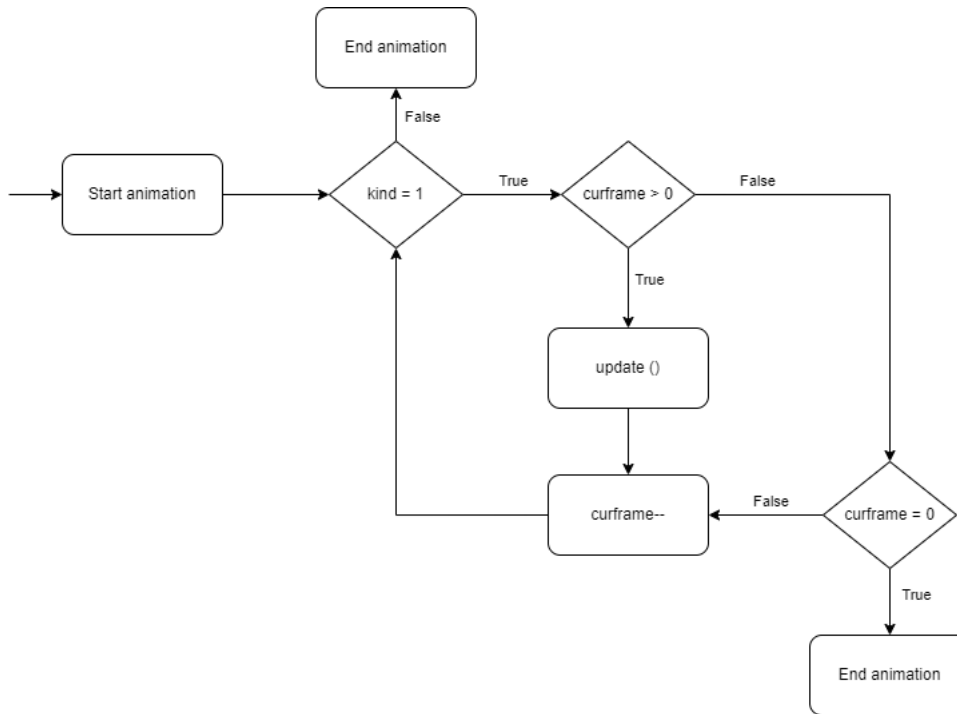 End animation
False
Start animation
kind = 1
True
curframe > 0
False
True
update ()
curframe--
False
curframe = 0
True
End animation